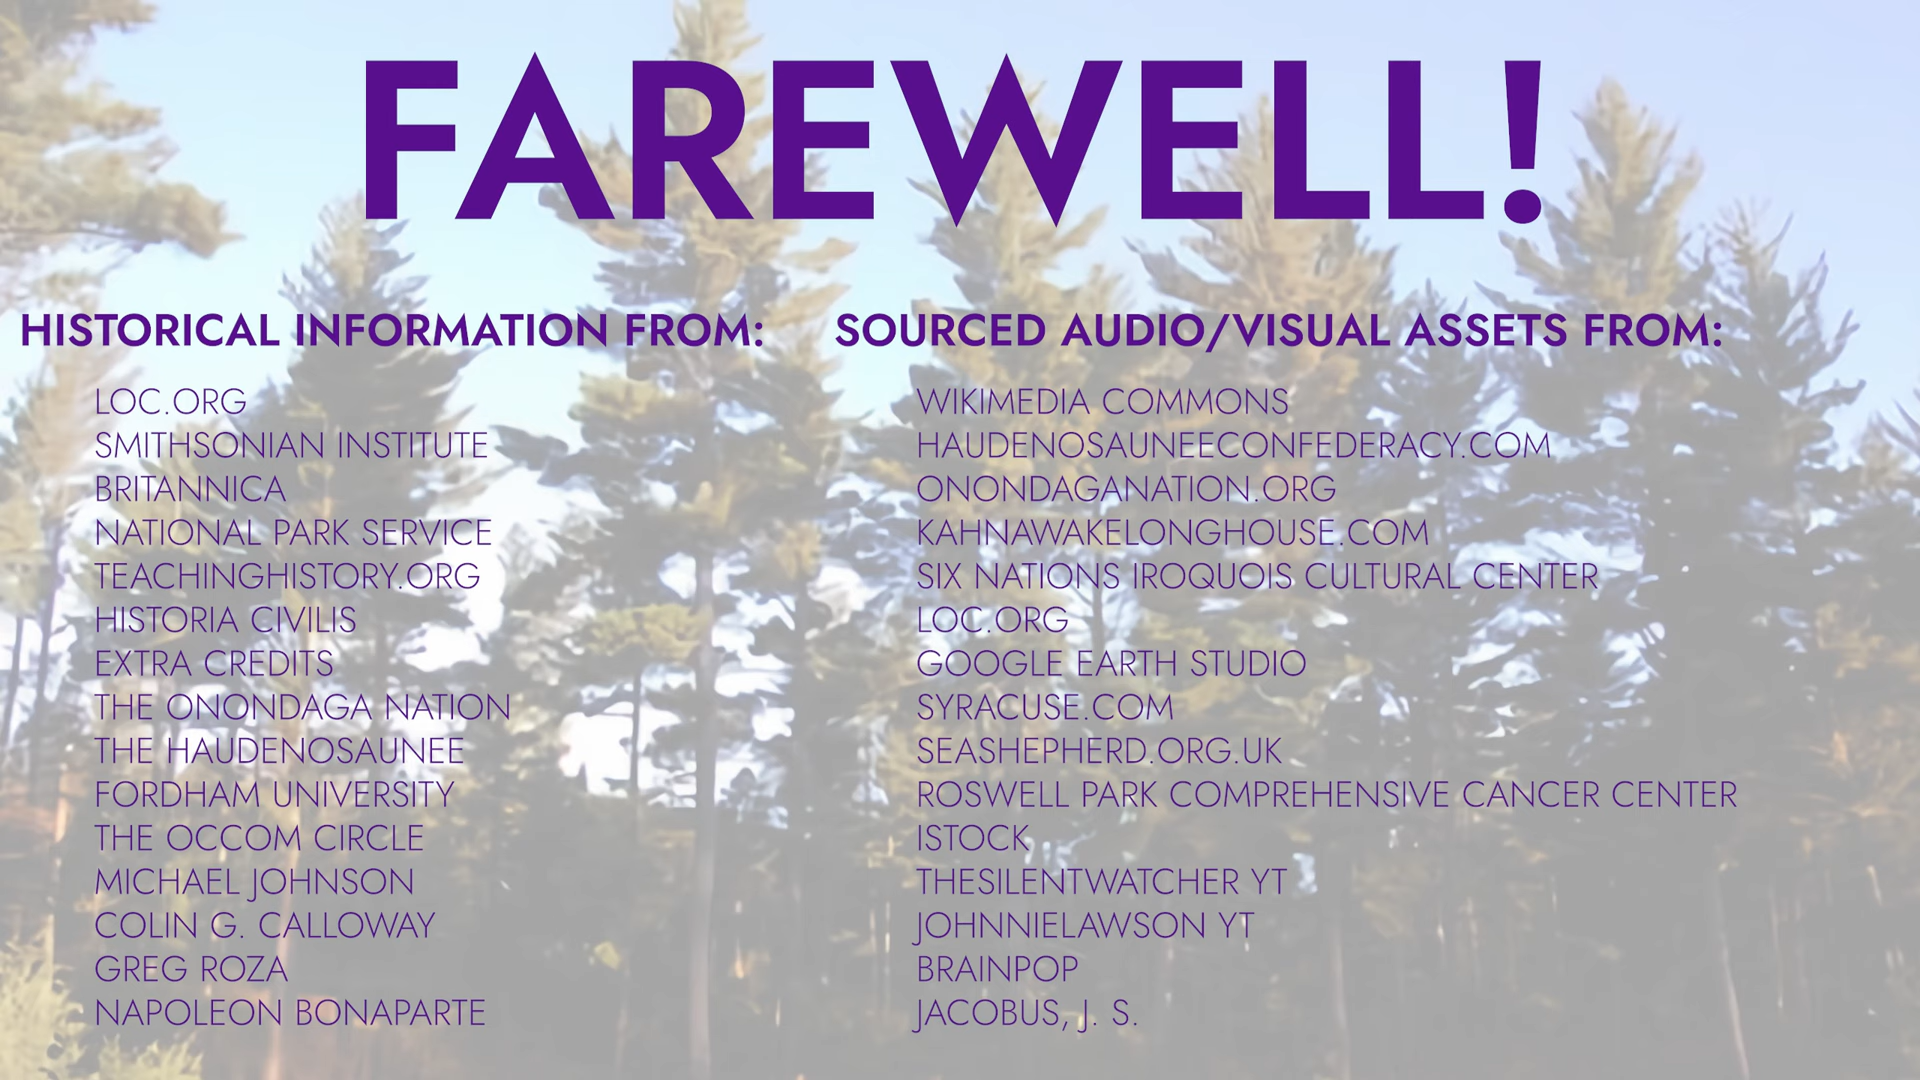 FAREWELL!
HISTORICAL INFORMATION FROM:
LOC.ORG
SMITHSONIAN INSTITUTE
BRITANNICA
NATIONAL PARK SERVICE
TEACHINGHISTORY.ORG
HISTORIA CIVILIS
EXTRA CREDITS
THE ONONDAGA NATION
THE HAUDENOSAUNEE
FORDHAM UNIVERSITY
THE OCCOM CIRCLE
MICHAEL JOHNSON
COLIN G. CALLOWAY
GREG ROZA
NAPOLEON BONAPARTE
SOURCED AUDIO/VISUAL ASSETS FROM:
WIKIMEDIA COMMONS
HAUDENOSAUNEECONFEDERACY.COM
ONONDAGANATION.ORG
KAHNAWAKELONGHOUSE.COM
SIX NATIONS IROQUOIS CULTURAL CENTER
LOC.ORG
GOOGLE EARTH STUDIO
SYRACUSE.COM
SEASHEPHERD.ORG.UK
ROSWELL PARK COMPREHENSIVE CANCER CENTER
ISTOCK
THESILENTWATCHER YT
JOHNNIELAWSON YT
BRAINPOP
JACOBUS, J. S.